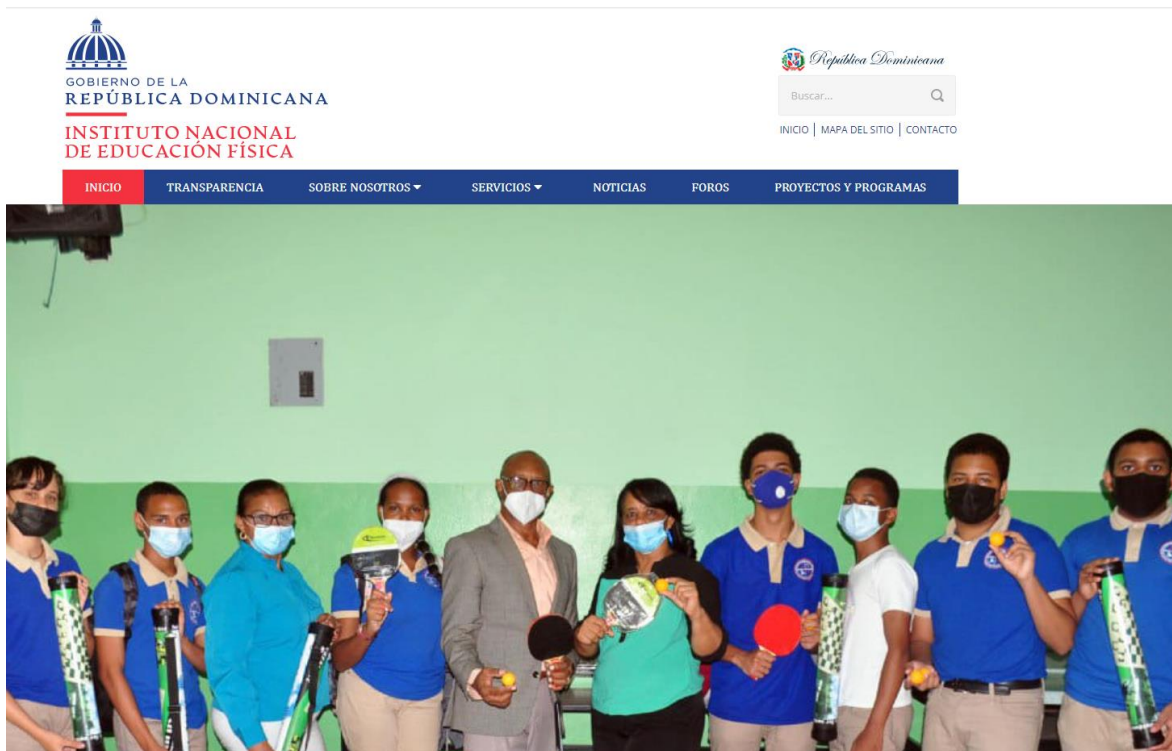 GOBIERNO DE LA
REPÚBLICA DOMINICANA
INSTITUTO NACIONAL
DE EDUCACIÓN FÍSICA
República Dominicana
Buscar...
INICIO | MAPA DEL SITIO | CONTACTO
INICIO TRANSPARENCIA SOBRE NOSOTROS SERVICIOS NOTICIAS FOROS PROYECTOS Y PROGRAMAS